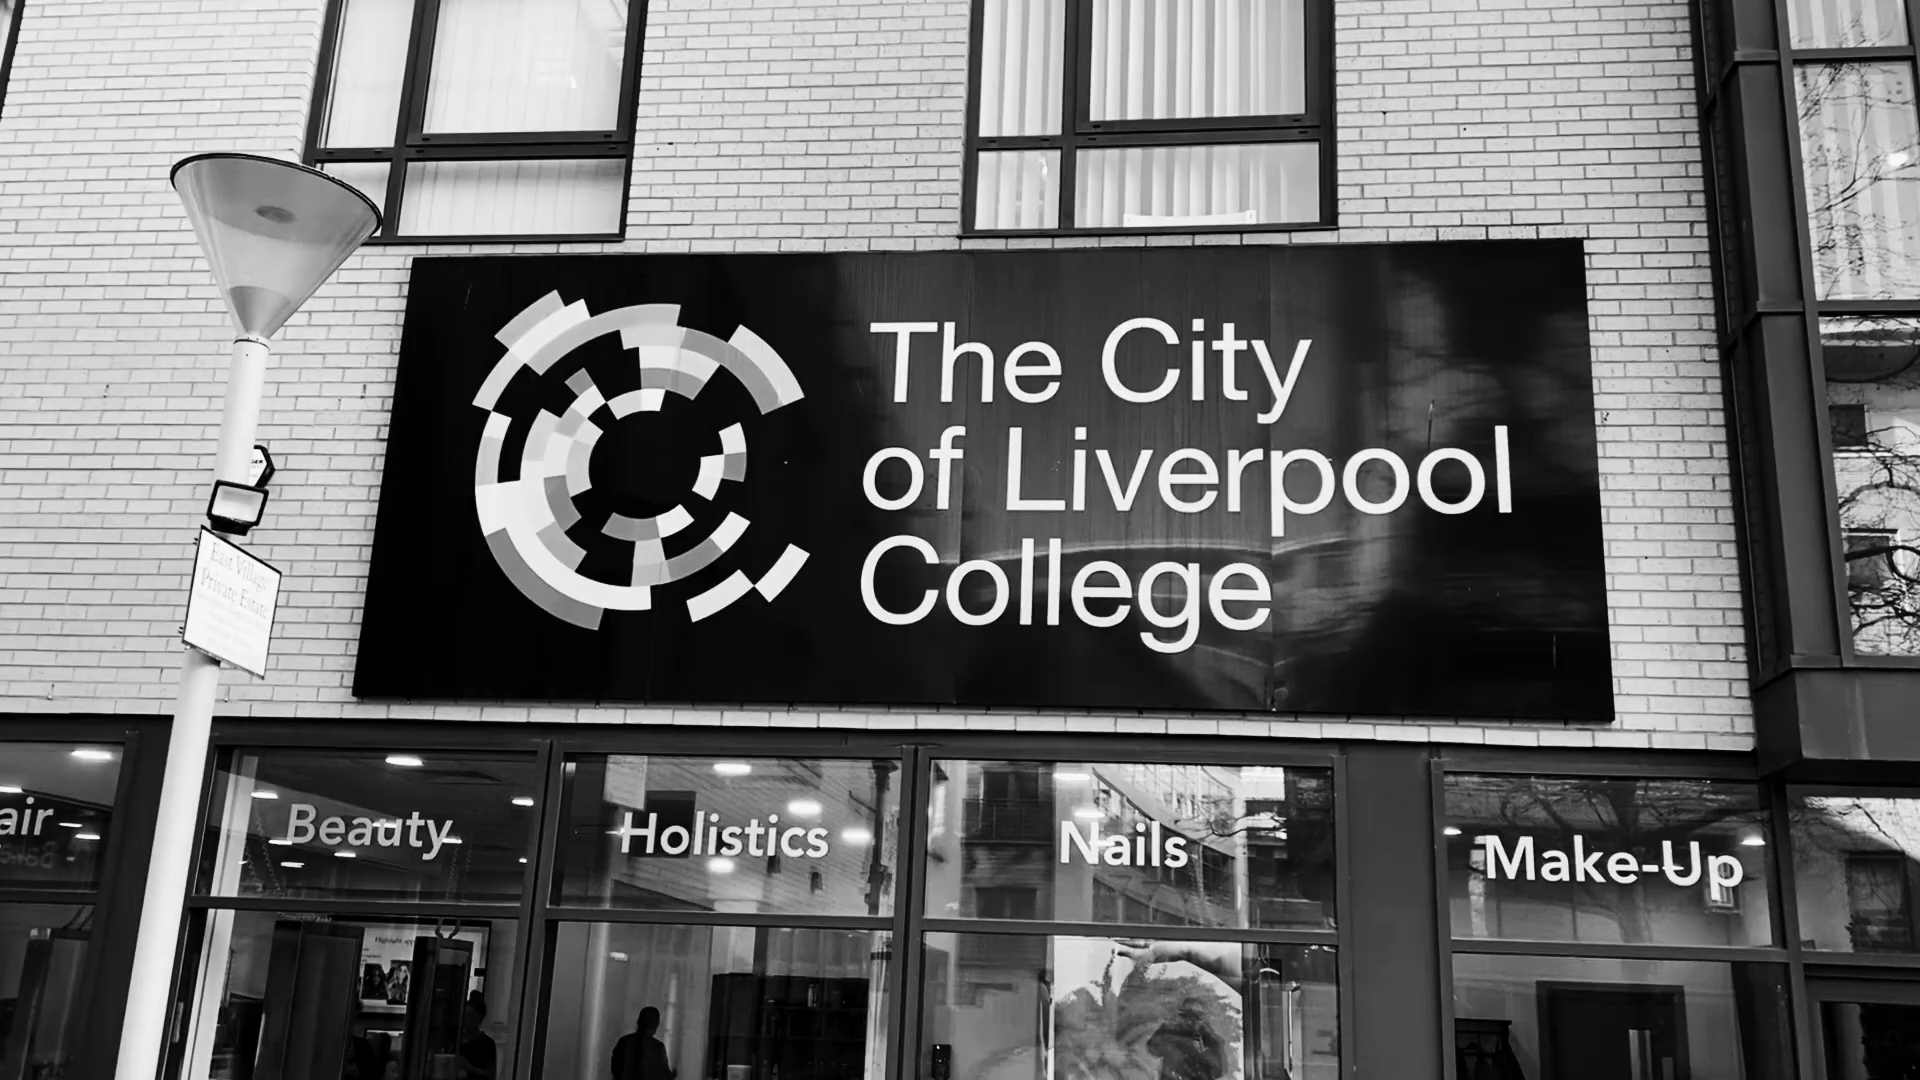 The City
of Liverpool
College
East Village
Private Estate
air
Beauty
Holistics
Nails
Make-Up